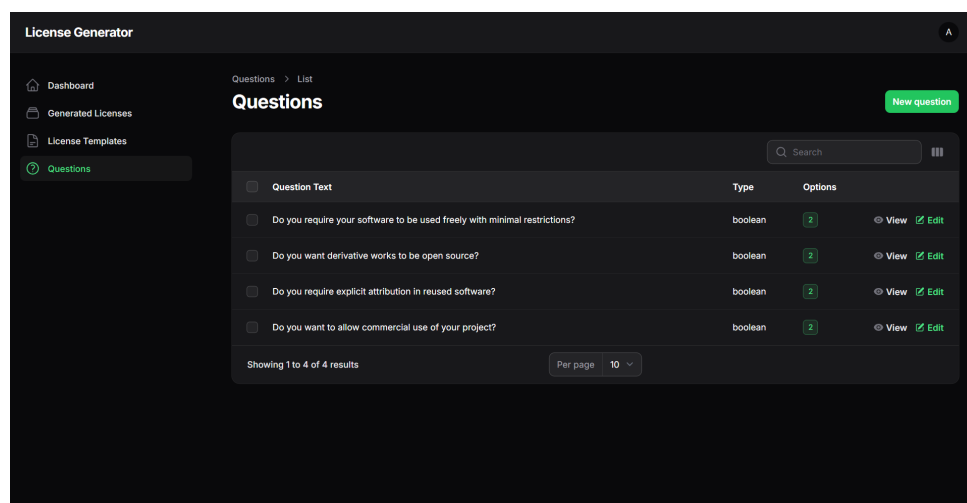 License Generator
A
Dashboard
Generated Licenses
License Templates
Questions
Questions > List
Questions
New question
Search
Question Text Type Options
Do you require your software to be used freely with minimal restrictions? boolean 2 View Edit
Do you want derivative works to be open source? boolean 2 View Edit
Do you require explicit attribution in reused software? boolean 2 View Edit
Do you want to allow commercial use of your project? boolean 2 View Edit
Showing 1 to 4 of 4 results Per page 10